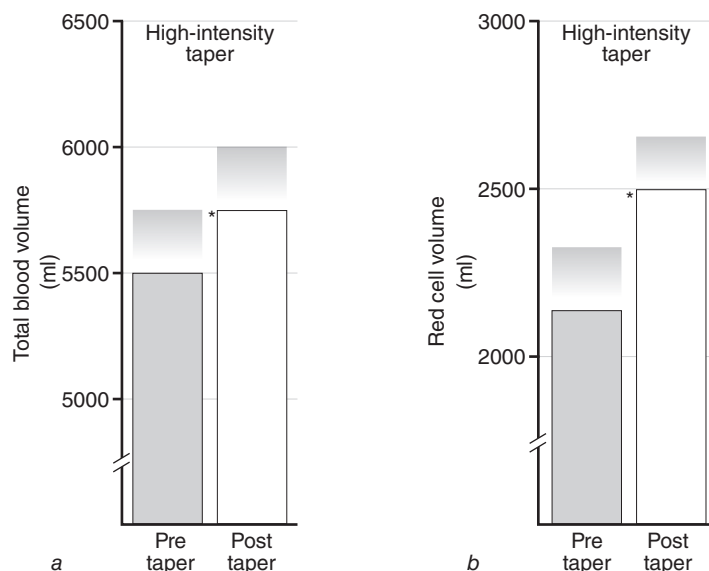 6500
High-intensity
taper
6000
5500
5000
Total blood volume
(ml)
*
Pre
taper
Post
taper
a
3000
High-intensity
taper
2500
2000
Red cell volume
(ml)
*
Pre
taper
Post
taper
b